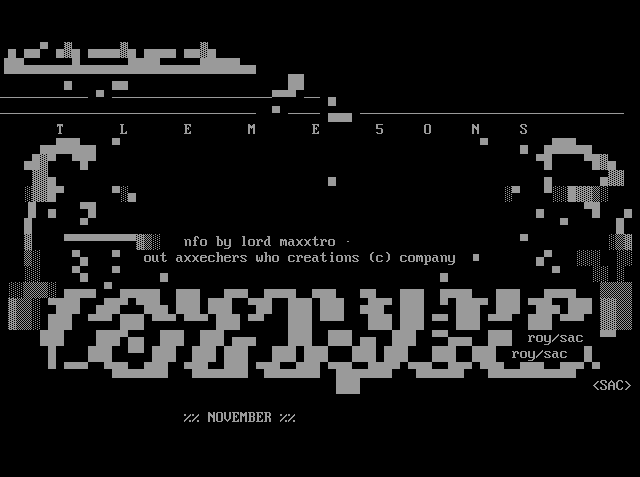 T L E M E 5 O N S
nfo by lord maxxtro
out axxechers who creations (c) company
roy/sac
roy/sac
<SAC>
%% NOVEMBER %%